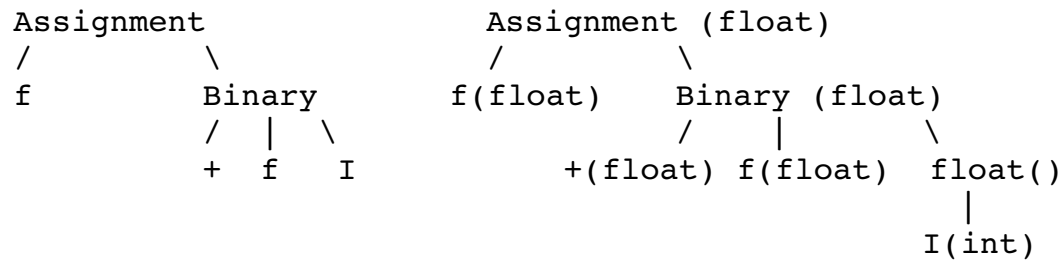 Assignment                Assignment (float)
/         \               /         \
f         Binary        f(float)    Binary (float)
          /  |  \                   /    |       \
          +  f   I           +(float) f(float)  float()
                                                  |
                                                I(int)